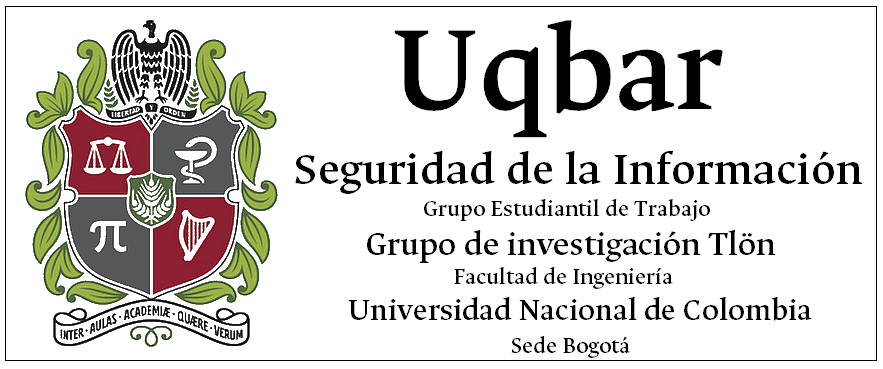 LIBERTAD Y ORDEN
INTER · AULAS · ACADEMIÆ · QUÆRE · VERUM
Uqbar
Seguridad de la Información
Grupo Estudiantil de Trabajo
Grupo de investigación Tlön
Facultad de Ingeniería
Universidad Nacional de Colombia
Sede Bogotá